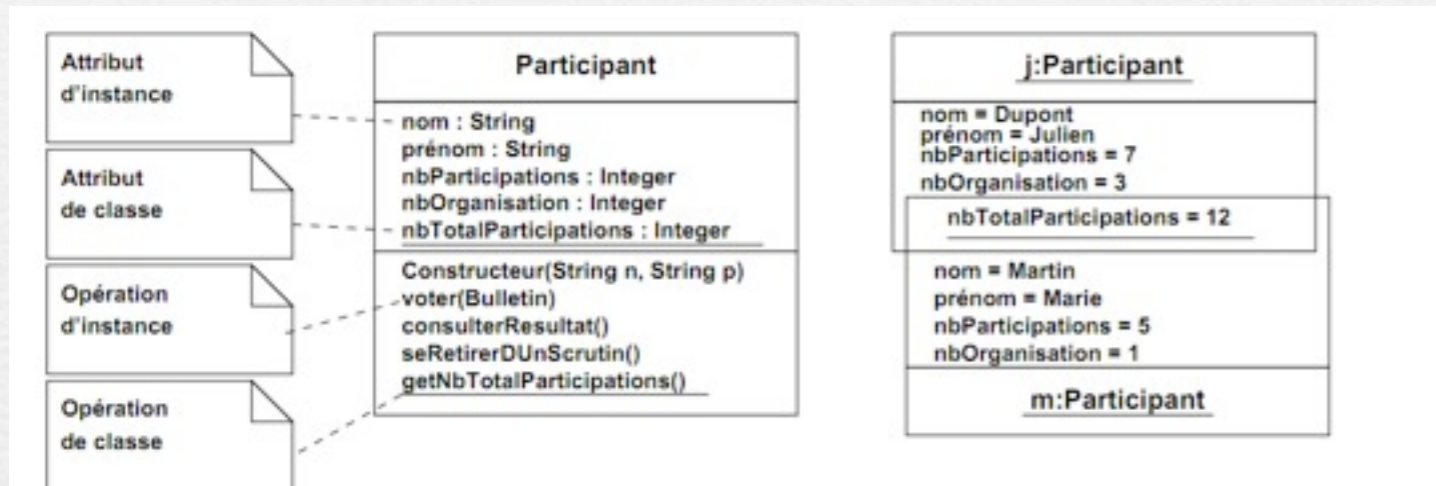 Attribut
d'instance
Attribut
de classe
Opération
d'instance
Opération
de classe
Participant
nom : String
prénom : String
nbParticipations : Integer
nbOrganisation : Integer
nbTotalParticipations : Integer
Constructeur(String n, String p)
voter(Bulletin)
consulterResultat()
seRetirerDUnScrutin()
getNbTotalParticipations()
j:Participant
nom = Dupont
prénom = Julien
nbParticipations = 7
nbOrganisation = 3
nbTotalParticipations = 12
nom = Martin
prénom = Marie
nbParticipations = 5
nbOrganisation = 1
m:Participant